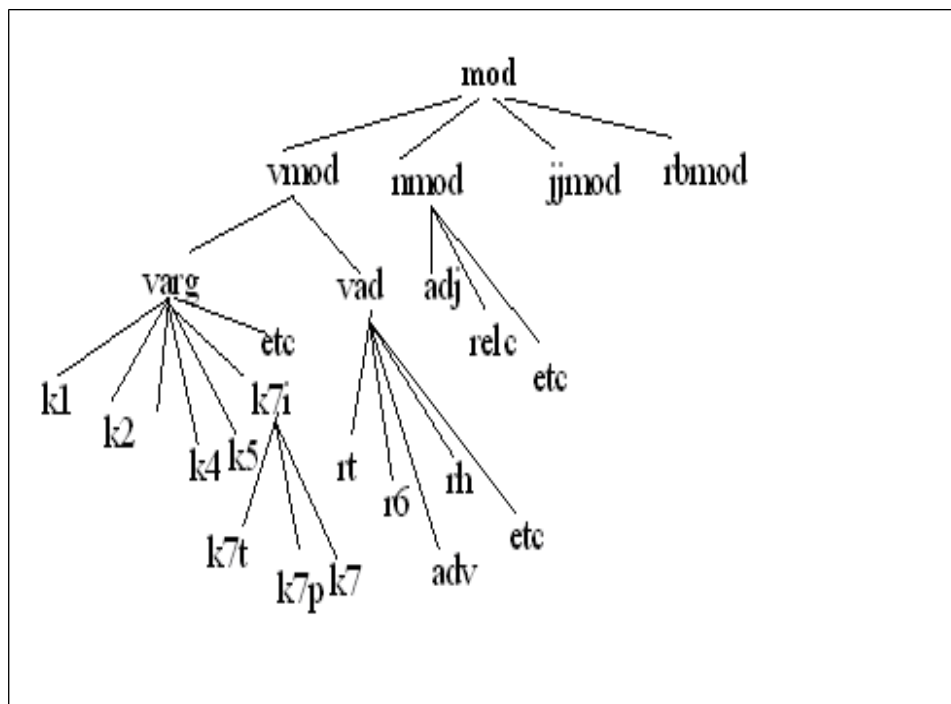 mod
vmod nmod jjmod rbmod
varg vad adj
etc relc
k1 k2 k4 k5 k7i etc
rt r6 rh
k7t k7p k7 adv etc